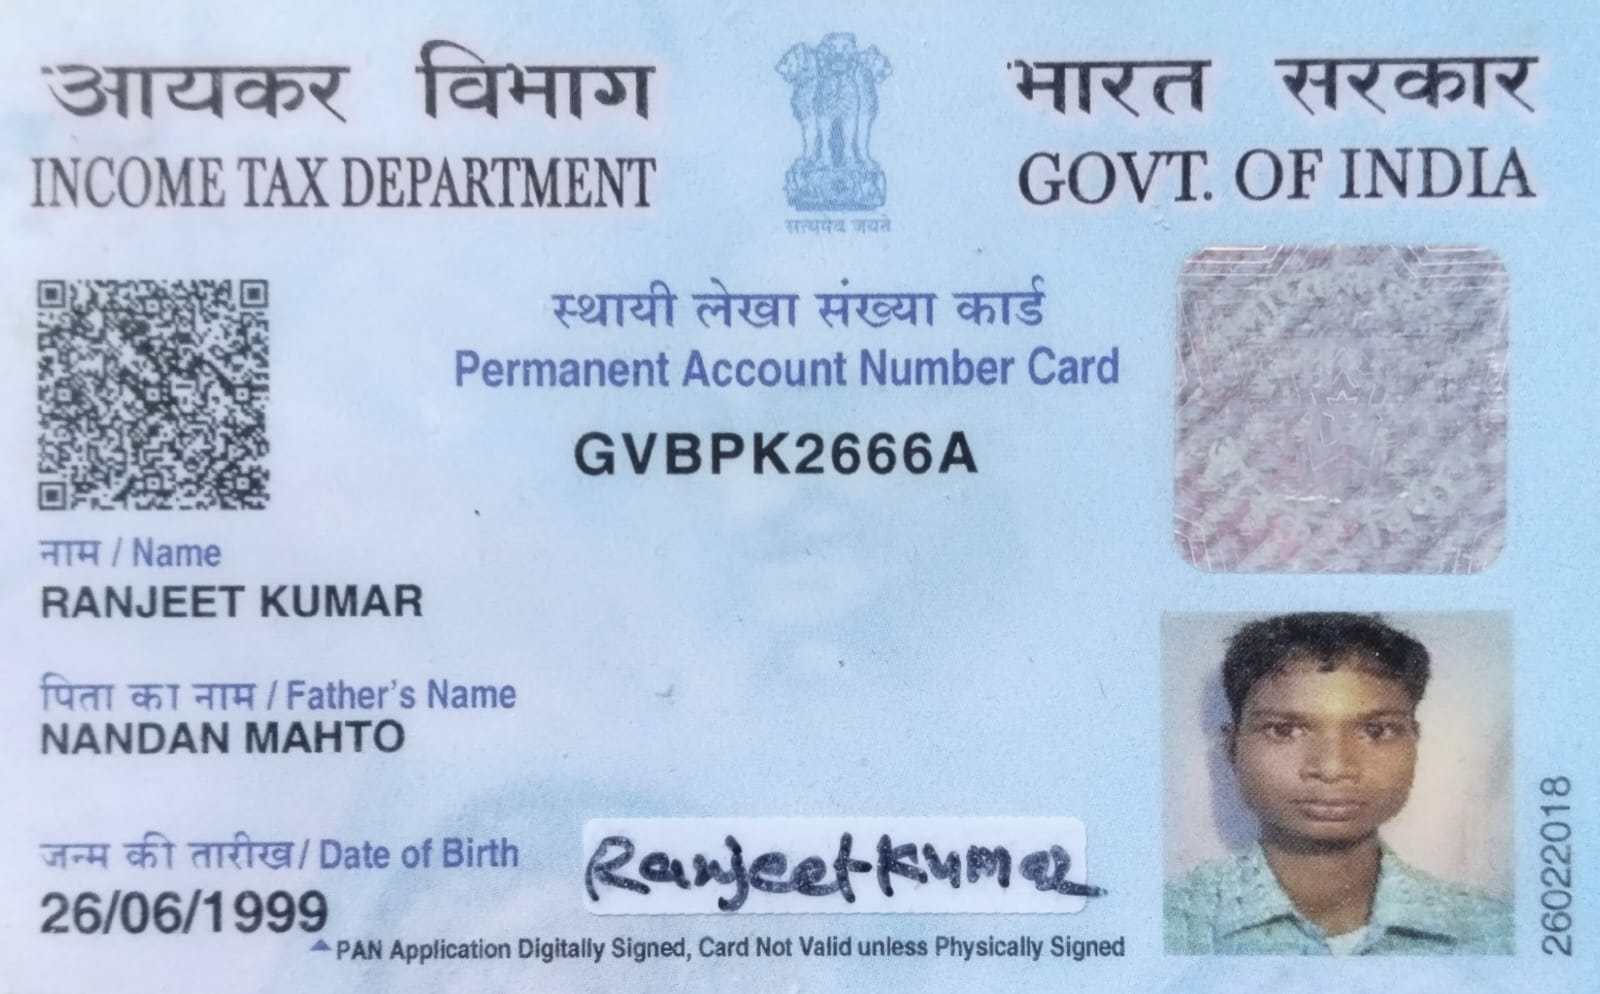 आयकर विभाग
INCOME TAX DEPARTMENT
सत्यमेव जयते
भारत सरकार
GOVT. OF INDIA
स्थायी लेखा संख्या कार्ड
Permanent Account Number Card
GVBPK2666A
नाम / Name
RANJEET KUMAR
पिता का नाम / Father's Name
NANDAN MAHTO
जन्म की तारीख / Date of Birth
26/06/1999
Ranjeet Kumar
PAN Application Digitally Signed, Card Not Valid unless Physically Signed
26022018